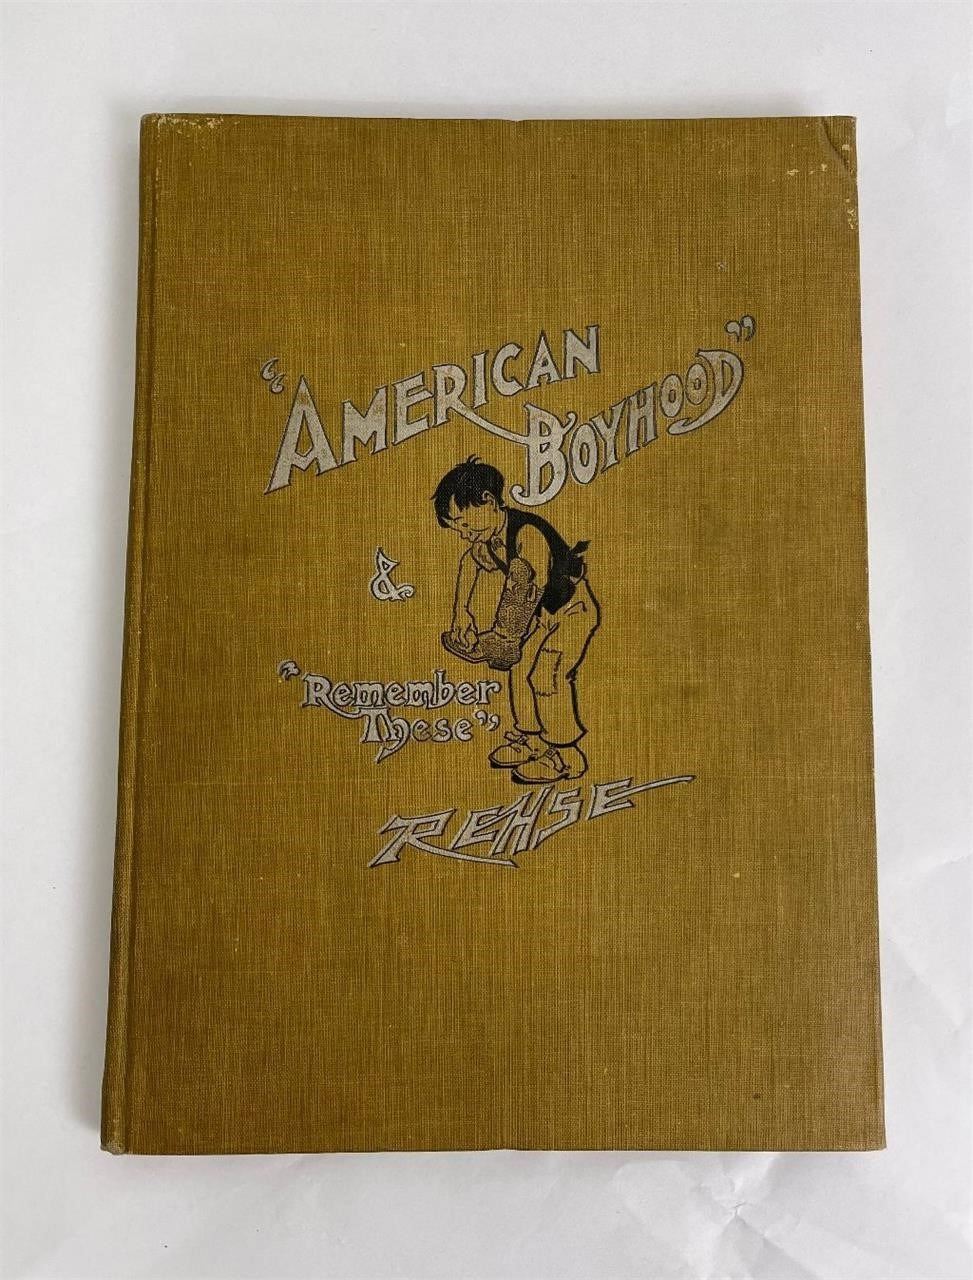 "AMERICAN
BOYHOOD"
&
"Remember
These"
REHSE